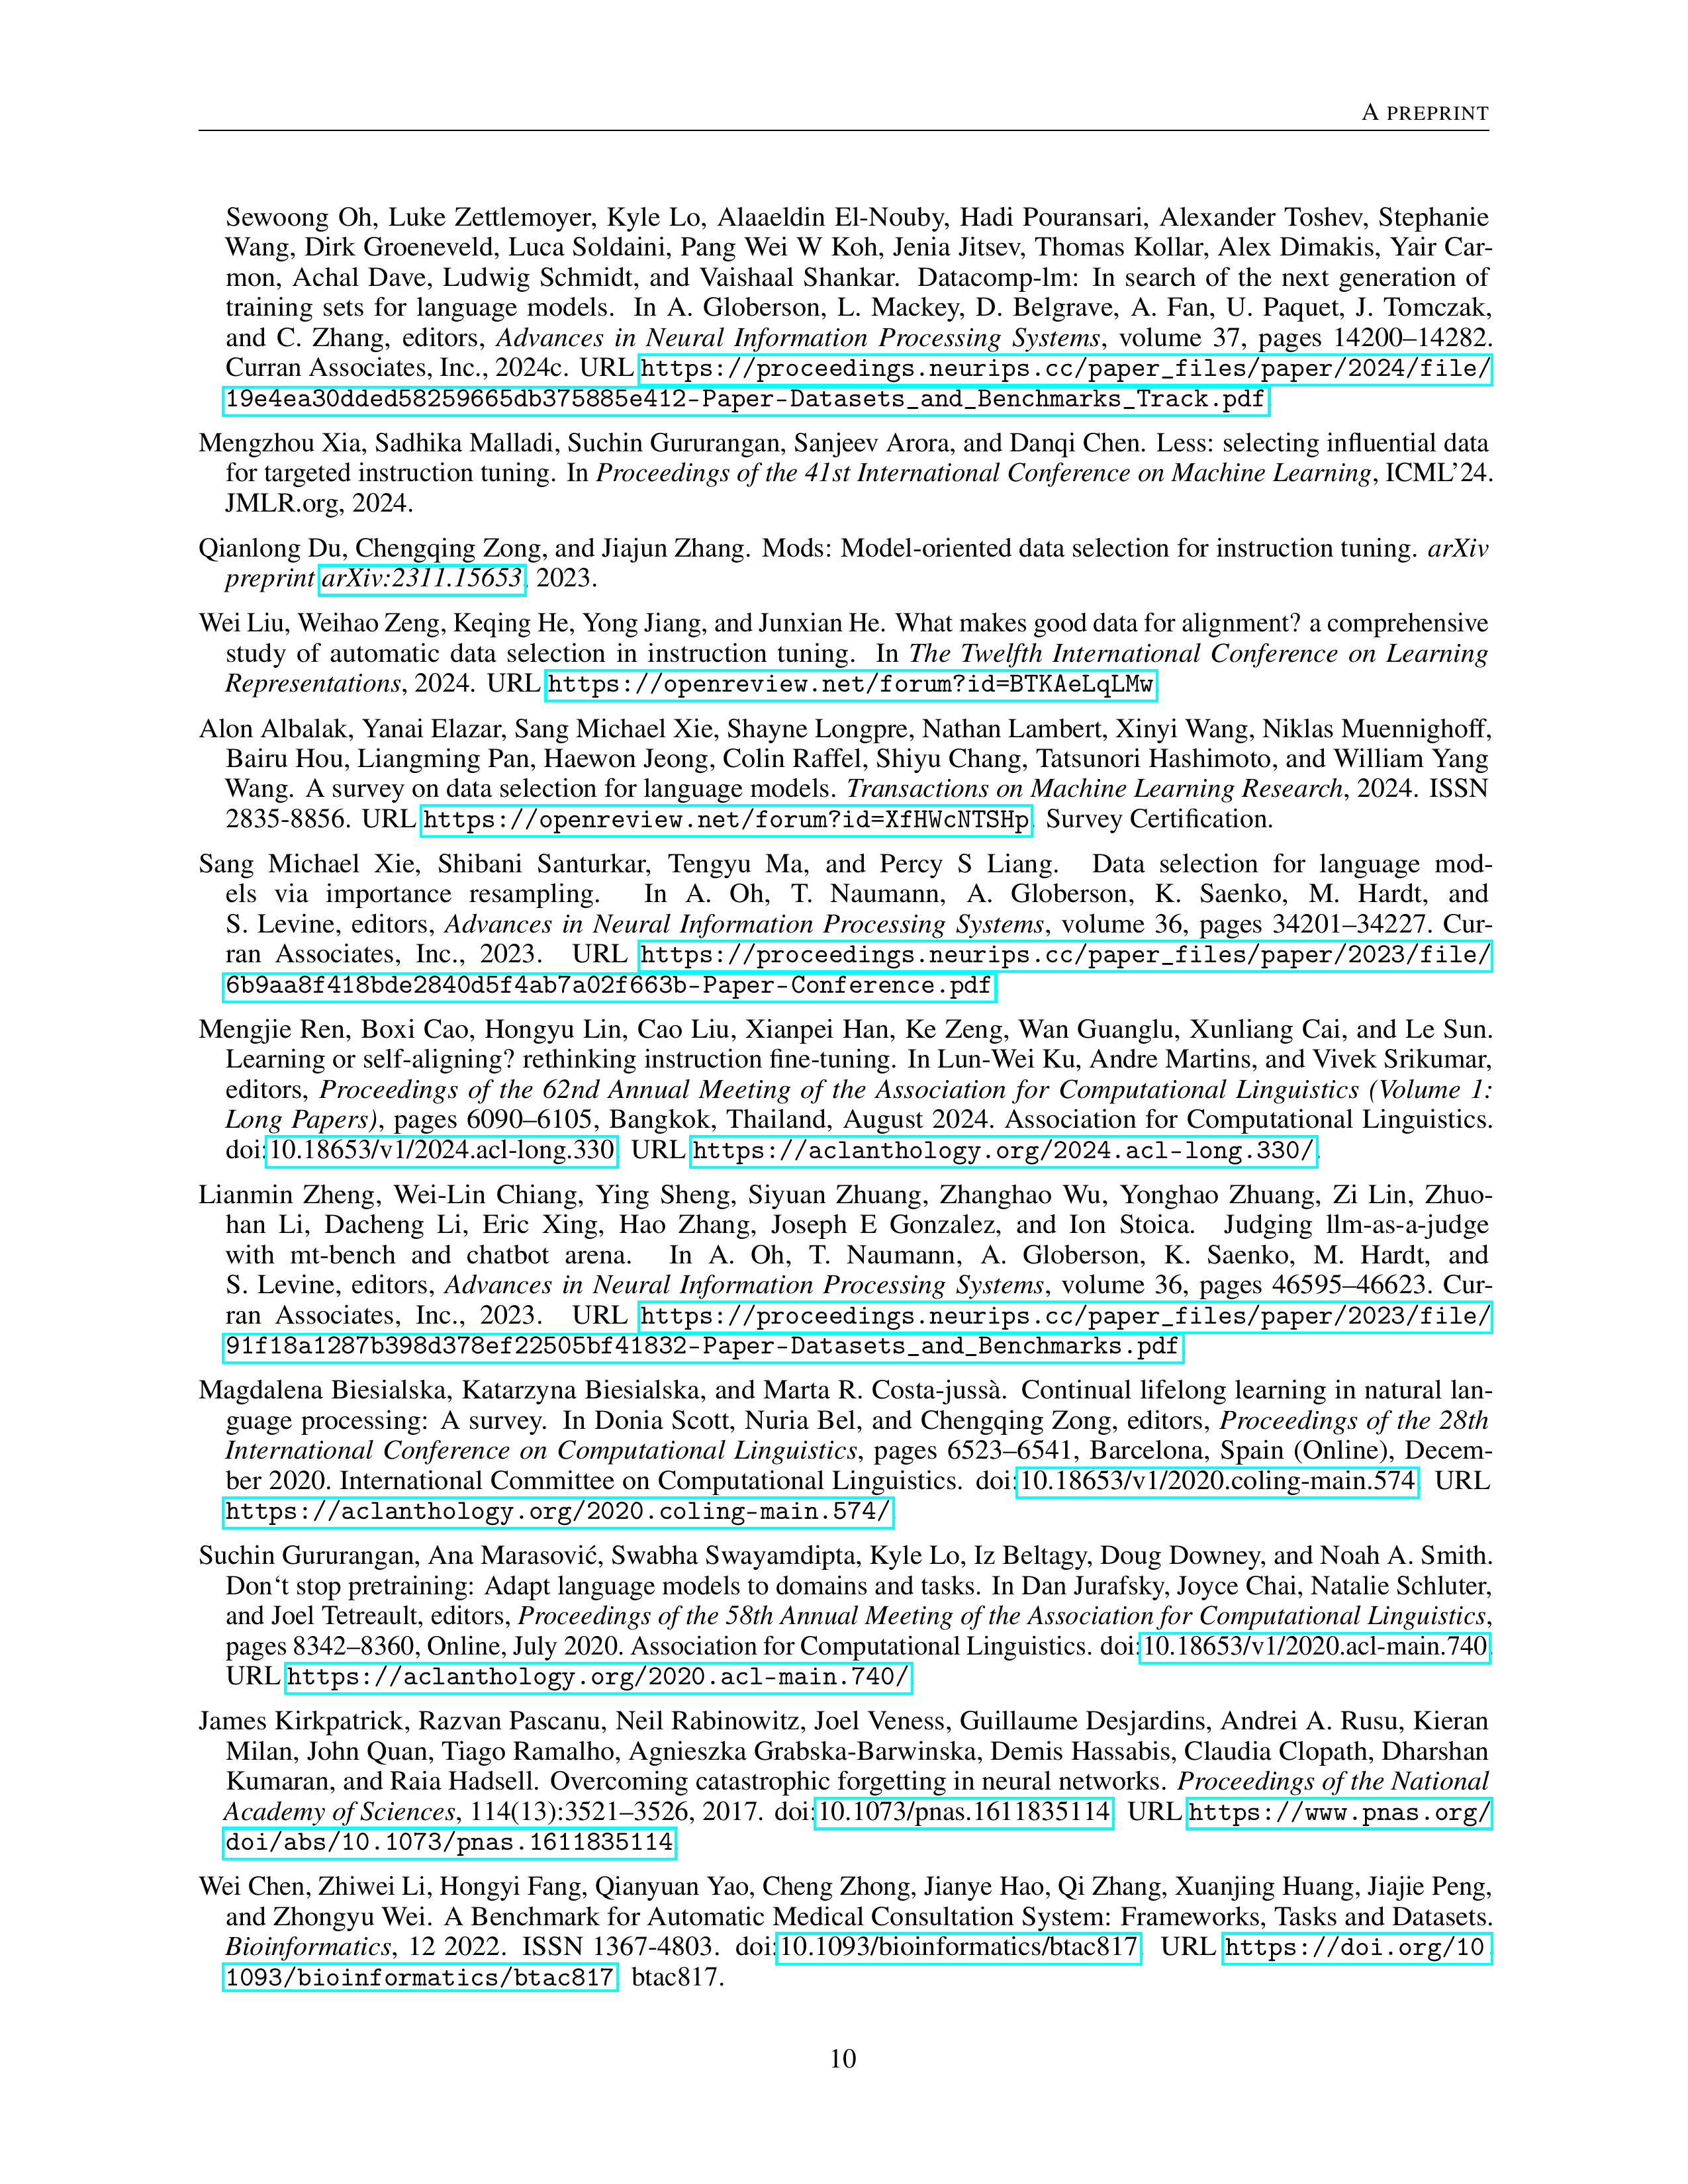 A PREPRINT
Sewoong Oh, Luke Zettlemoyer, Kyle Lo, Alaaeldin El-Nouby, Hadi Pouransari, Alexander Toshev, Stephanie
Wang, Dirk Groeneveld, Luca Soldaini, Pang Wei W Koh, Jenia Jitsev, Thomas Kollar, Alex Dimakis, Yair Car-
mon, Achal Dave, Ludwig Schmidt, and Vaishaal Shankar. Datacomp-lm: In search of the next generation of
training sets for language models. In A. Globerson, L. Mackey, D. Belgrave, A. Fan, U. Paquet, J. Tomczak,
and C. Zhang, editors, Advances in Neural Information Processing Systems, volume 37, pages 14200–14282.
Curran Associates, Inc., 2024c. URL https://proceedings.neurips.cc/paper_files/paper/2024/file/
19e4ea30dded58259665db375885e412-Paper-Datasets_and_Benchmarks_Track.pdf
Mengzhou Xia, Sadhika Malladi, Suchin Gururangan, Sanjeev Arora, and Danqi Chen. Less: selecting influential data
for targeted instruction tuning. In Proceedings of the 41st International Conference on Machine Learning, ICML'24.
JMLR.org, 2024.
Qianlong Du, Chengqing Zong, and Jiajun Zhang. Mods: Model-oriented data selection for instruction tuning. arXiv
preprint arXiv:2311.15653, 2023.
Wei Liu, Weihao Zeng, Keqing He, Yong Jiang, and Junxian He. What makes good data for alignment? a comprehensive
study of automatic data selection in instruction tuning. In The Twelfth International Conference on Learning
Representations, 2024. URL https://openreview.net/forum?id=BTKAeLqLMw
Alon Albalak, Yanai Elazar, Sang Michael Xie, Shayne Longpre, Nathan Lambert, Xinyi Wang, Niklas Muennighoff,
Bairu Hou, Liangming Pan, Haewon Jeong, Colin Raffel, Shiyu Chang, Tatsunori Hashimoto, and William Yang
Wang. A survey on data selection for language models. Transactions on Machine Learning Research, 2024. ISSN
2835-8856. URL https://openreview.net/forum?id=XfHWcNTSHp. Survey Certification.
Sang Michael Xie, Shibani Santurkar, Tengyu Ma, and Percy S Liang. Data selection for language mod-
els via importance resampling. In A. Oh, T. Naumann, A. Globerson, K. Saenko, M. Hardt, and
S. Levine, editors, Advances in Neural Information Processing Systems, volume 36, pages 34201–34227. Cur-
ran Associates, Inc., 2023. URL https://proceedings.neurips.cc/paper_files/paper/2023/file/
6b9aa8f418bde2840d5f4ab7a02f663b-Paper-Conference.pdf
Mengjie Ren, Boxi Cao, Hongyu Lin, Cao Liu, Xianpei Han, Ke Zeng, Wan Guanglu, Xunliang Cai, and Le Sun.
Learning or self-aligning? rethinking instruction fine-tuning. In Lun-Wei Ku, Andre Martins, and Vivek Srikumar,
editors, Proceedings of the 62nd Annual Meeting of the Association for Computational Linguistics (Volume 1:
Long Papers), pages 6090–6105, Bangkok, Thailand, August 2024. Association for Computational Linguistics.
doi:10.18653/v1/2024.acl-long.330. URL https://aclanthology.org/2024.acl-long.330/
Lianmin Zheng, Wei-Lin Chiang, Ying Sheng, Siyuan Zhuang, Zhanghao Wu, Yonghao Zhuang, Zi Lin, Zhuo-
han Li, Dacheng Li, Eric Xing, Hao Zhang, Joseph E Gonzalez, and Ion Stoica. Judging llm-as-a-judge
with mt-bench and chatbot arena. In A. Oh, T. Naumann, A. Globerson, K. Saenko, M. Hardt, and
S. Levine, editors, Advances in Neural Information Processing Systems, volume 36, pages 46595–46623. Cur-
ran Associates, Inc., 2023. URL https://proceedings.neurips.cc/paper_files/paper/2023/file/
91f18a1287b398d378ef22505bf41832-Paper-Datasets_and_Benchmarks.pdf
Magdalena Biesialska, Katarzyna Biesialska, and Marta R. Costa-jussà. Continual lifelong learning in natural lan-
guage processing: A survey. In Donia Scott, Nuria Bel, and Chengqing Zong, editors, Proceedings of the 28th
International Conference on Computational Linguistics, pages 6523–6541, Barcelona, Spain (Online), Decem-
ber 2020. International Committee on Computational Linguistics. doi:10.18653/v1/2020.coling-main.574. URL
https://aclanthology.org/2020.coling-main.574/
Suchin Gururangan, Ana Marasović, Swabha Swayamdipta, Kyle Lo, Iz Beltagy, Doug Downey, and Noah A. Smith.
Don‘t stop pretraining: Adapt language models to domains and tasks. In Dan Jurafsky, Joyce Chai, Natalie Schluter,
and Joel Tetreault, editors, Proceedings of the 58th Annual Meeting of the Association for Computational Linguistics,
pages 8342–8360, Online, July 2020. Association for Computational Linguistics. doi:10.18653/v1/2020.acl-main.740.
URL https://aclanthology.org/2020.acl-main.740/
James Kirkpatrick, Razvan Pascanu, Neil Rabinowitz, Joel Veness, Guillaume Desjardins, Andrei A. Rusu, Kieran
Milan, John Quan, Tiago Ramalho, Agnieszka Grabska-Barwinska, Demis Hassabis, Claudia Clopath, Dharshan
Kumaran, and Raia Hadsell. Overcoming catastrophic forgetting in neural networks. Proceedings of the National
Academy of Sciences, 114(13):3521–3526, 2017. doi:10.1073/pnas.1611835114. URL https://www.pnas.org/
doi/abs/10.1073/pnas.1611835114
Wei Chen, Zhiwei Li, Hongyi Fang, Qianyuan Yao, Cheng Zhong, Jianye Hao, Qi Zhang, Xuanjing Huang, Jiajie Peng,
and Zhongyu Wei. A Benchmark for Automatic Medical Consultation System: Frameworks, Tasks and Datasets.
Bioinformatics, 12 2022. ISSN 1367-4803. doi:10.1093/bioinformatics/btac817. URL https://doi.org/10.
1093/bioinformatics/btac817. btac817.
10